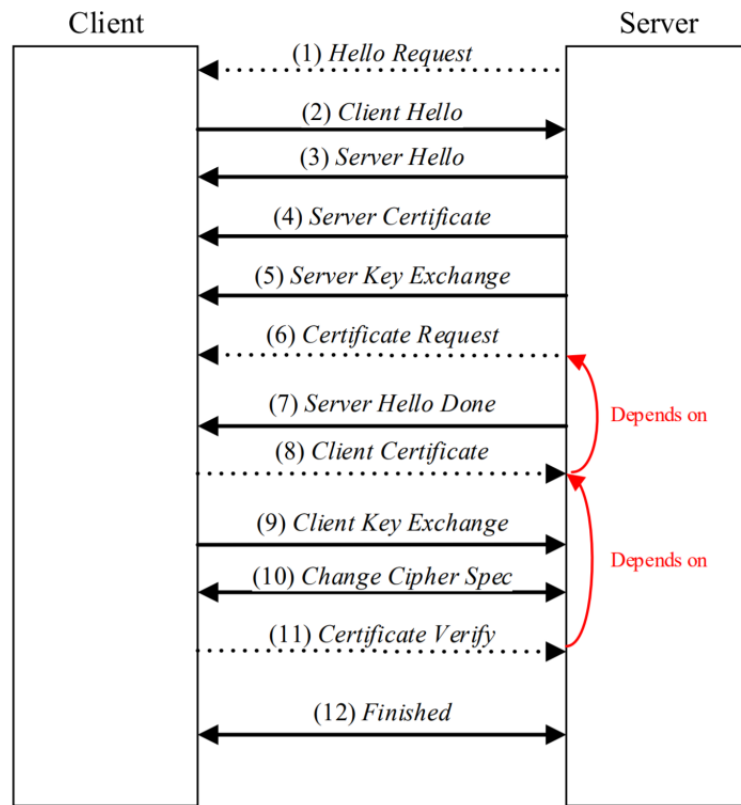 Client
Server
(1) Hello Request
(2) Client Hello
(3) Server Hello
(4) Server Certificate
(5) Server Key Exchange
(6) Certificate Request
(7) Server Hello Done
Depends on
(8) Client Certificate
(9) Client Key Exchange
Depends on
(10) Change Cipher Spec
(11) Certificate Verify
(12) Finished